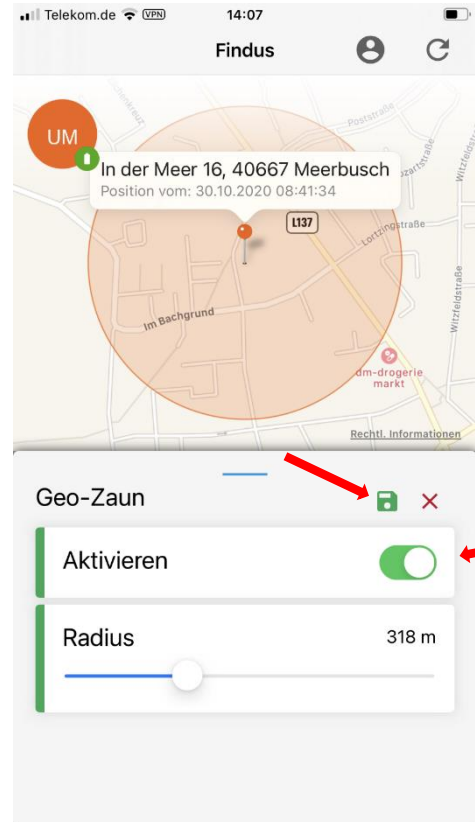 Telekom.de VPN 14:07
Findus
UM
Poststraße
In der Meer 16, 40667 Meerbusch
Position vom: 30.10.2020 08:41:34
L137
Lortzingstraße
Witzfeldstraße
Im Bachgrund
dm-drogerie
markt
Rechtl. Informationen
Geo-Zaun
Aktivieren
Radius 318 m